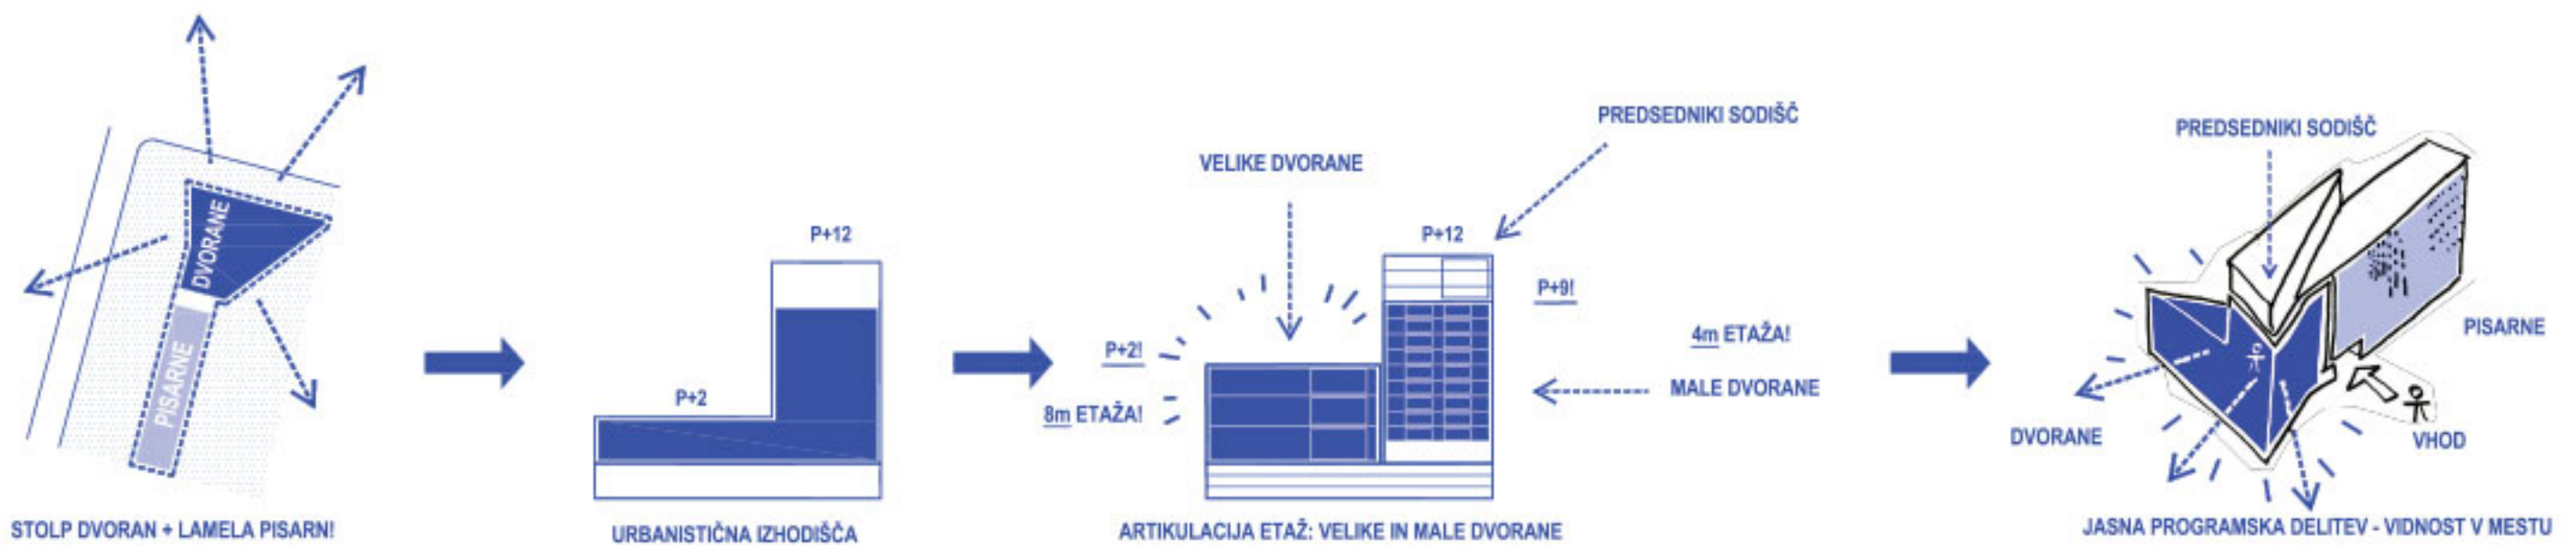 DVORANE
PISARNE
STOLP DVORAN + LAMELA PISARN!
P+12
P+2
URBANISTIČNA IZHODIŠČA
PREDSEDNIKI SODIŠČ
VELIKE DVORANE
P+12
P+9!
P+2!
4m ETAŽA!
8m ETAŽA!
MALE DVORANE
ARTIKULACIJA ETAŽ: VELIKE IN MALE DVORANE
PREDSEDNIKI SODIŠČ
PISARNE
DVORANE
VHOD
JASNA PROGRAMSKA DELITEV - VIDNOST V MESTU